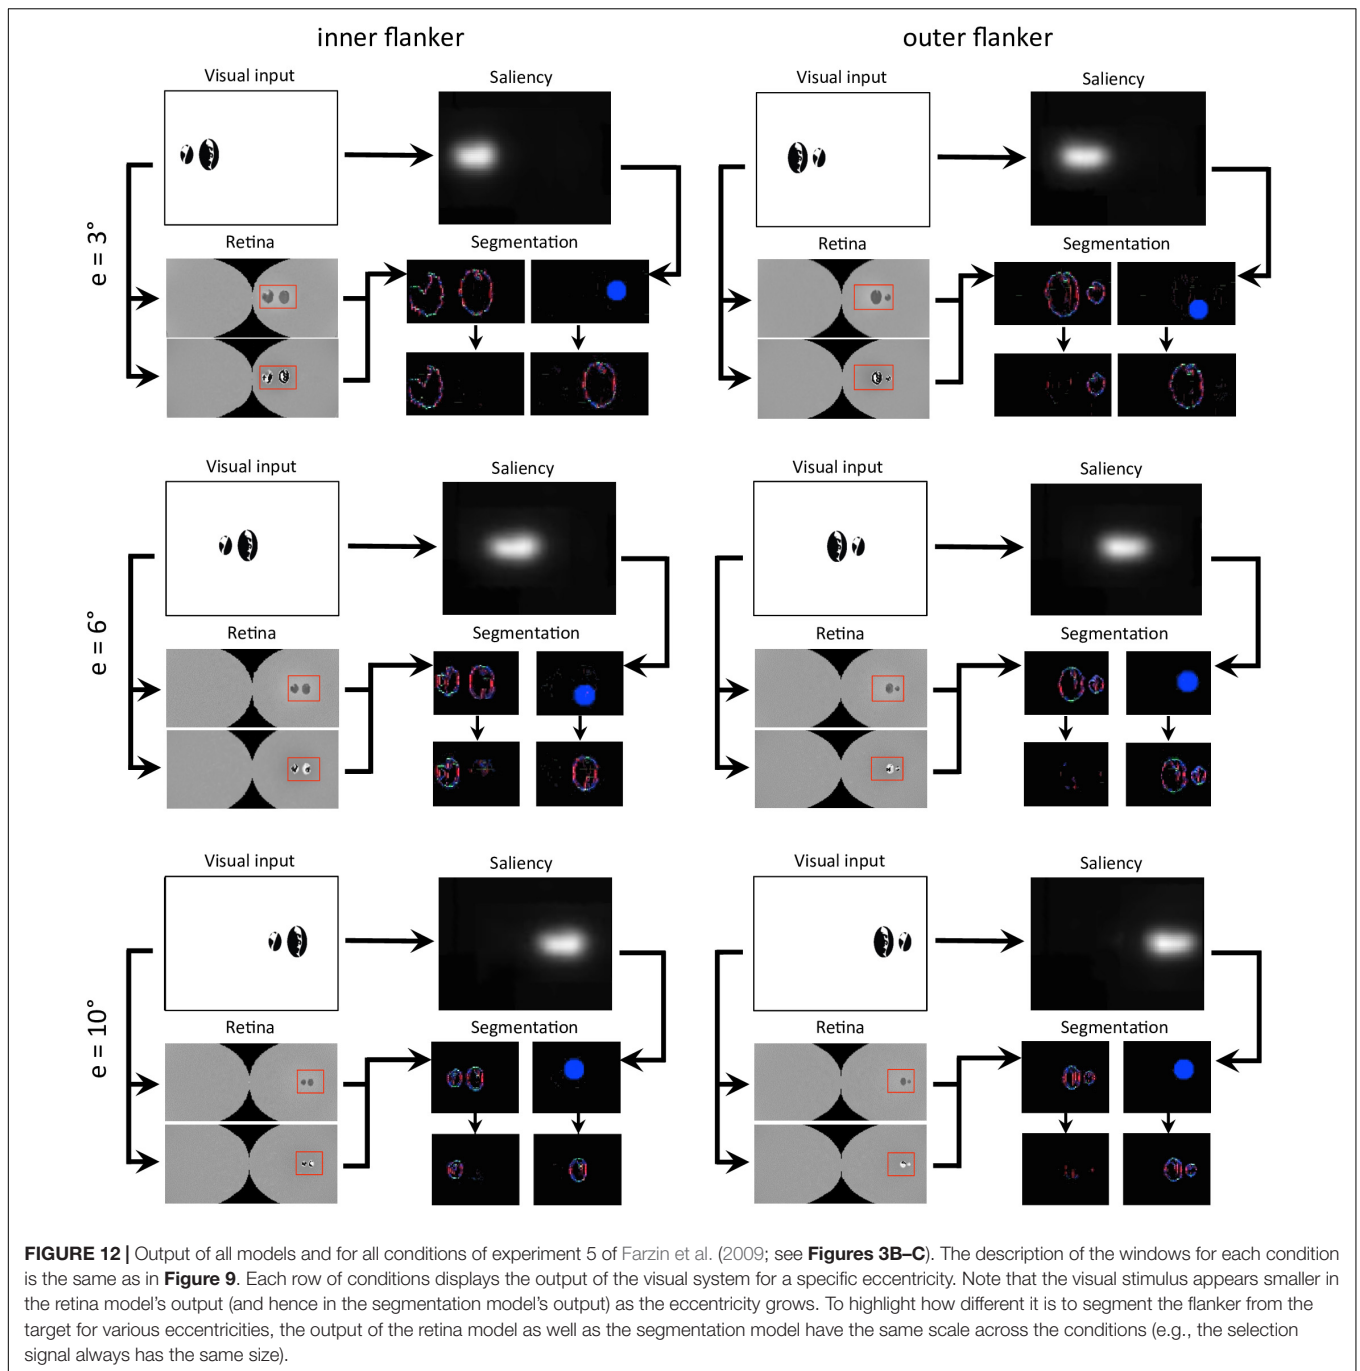 inner flanker
outer flanker
Visual input
Saliency
Visual input
Saliency
e = 3°
Retina
Segmentation
Retina
Segmentation
Visual input
Saliency
Visual input
Saliency
e = 6°
Retina
Segmentation
Retina
Segmentation
Visual input
Saliency
Visual input
Saliency
e = 10°
Retina
Segmentation
Retina
Segmentation
FIGURE 12 | Output of all models and for all conditions of experiment 5 of Farzin et al. (2009; see Figures 3B–C). The description of the windows for each condition
is the same as in Figure 9. Each row of conditions displays the output of the visual system for a specific eccentricity. Note that the visual stimulus appears smaller in
the retina model's output (and hence in the segmentation model's output) as the eccentricity grows. To highlight how different it is to segment the flanker from the
target for various eccentricities, the output of the retina model as well as the segmentation model have the same scale across the conditions (e.g., the selection
signal always has the same size).